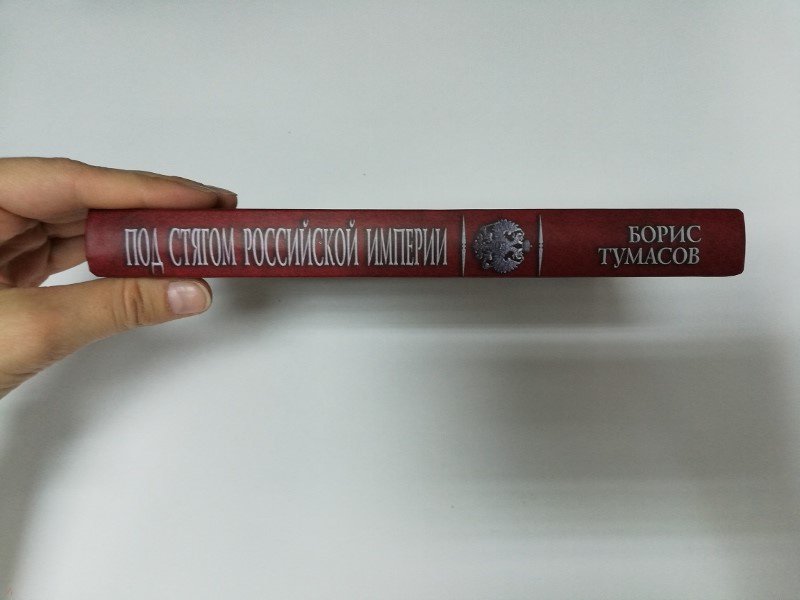 ПОД СТЯГОМ РОССИЙСКОЙ ИМПЕРИИ
БОРИС
ТУМАСОВ